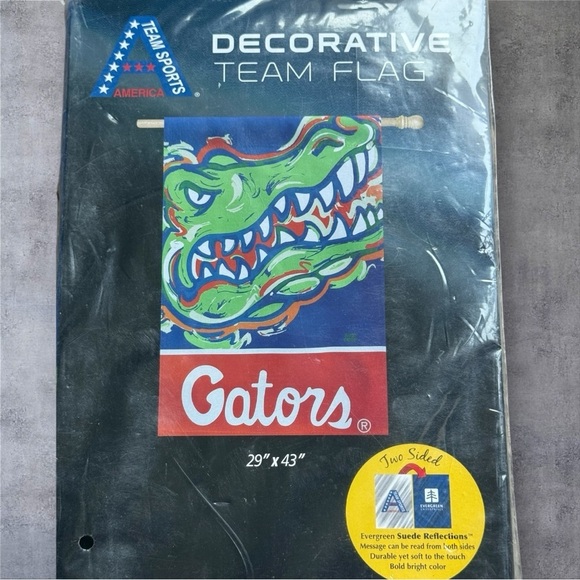 TEAM SPORTS
AMERICA
®
DECORATIVE
TEAM FLAG
Gators®
29" x 43"
Two Sided
A
EVERGREEN
Evergreen Suede Reflections™
Message can be read from both sides
Durable yet soft to the touch
Bold bright color